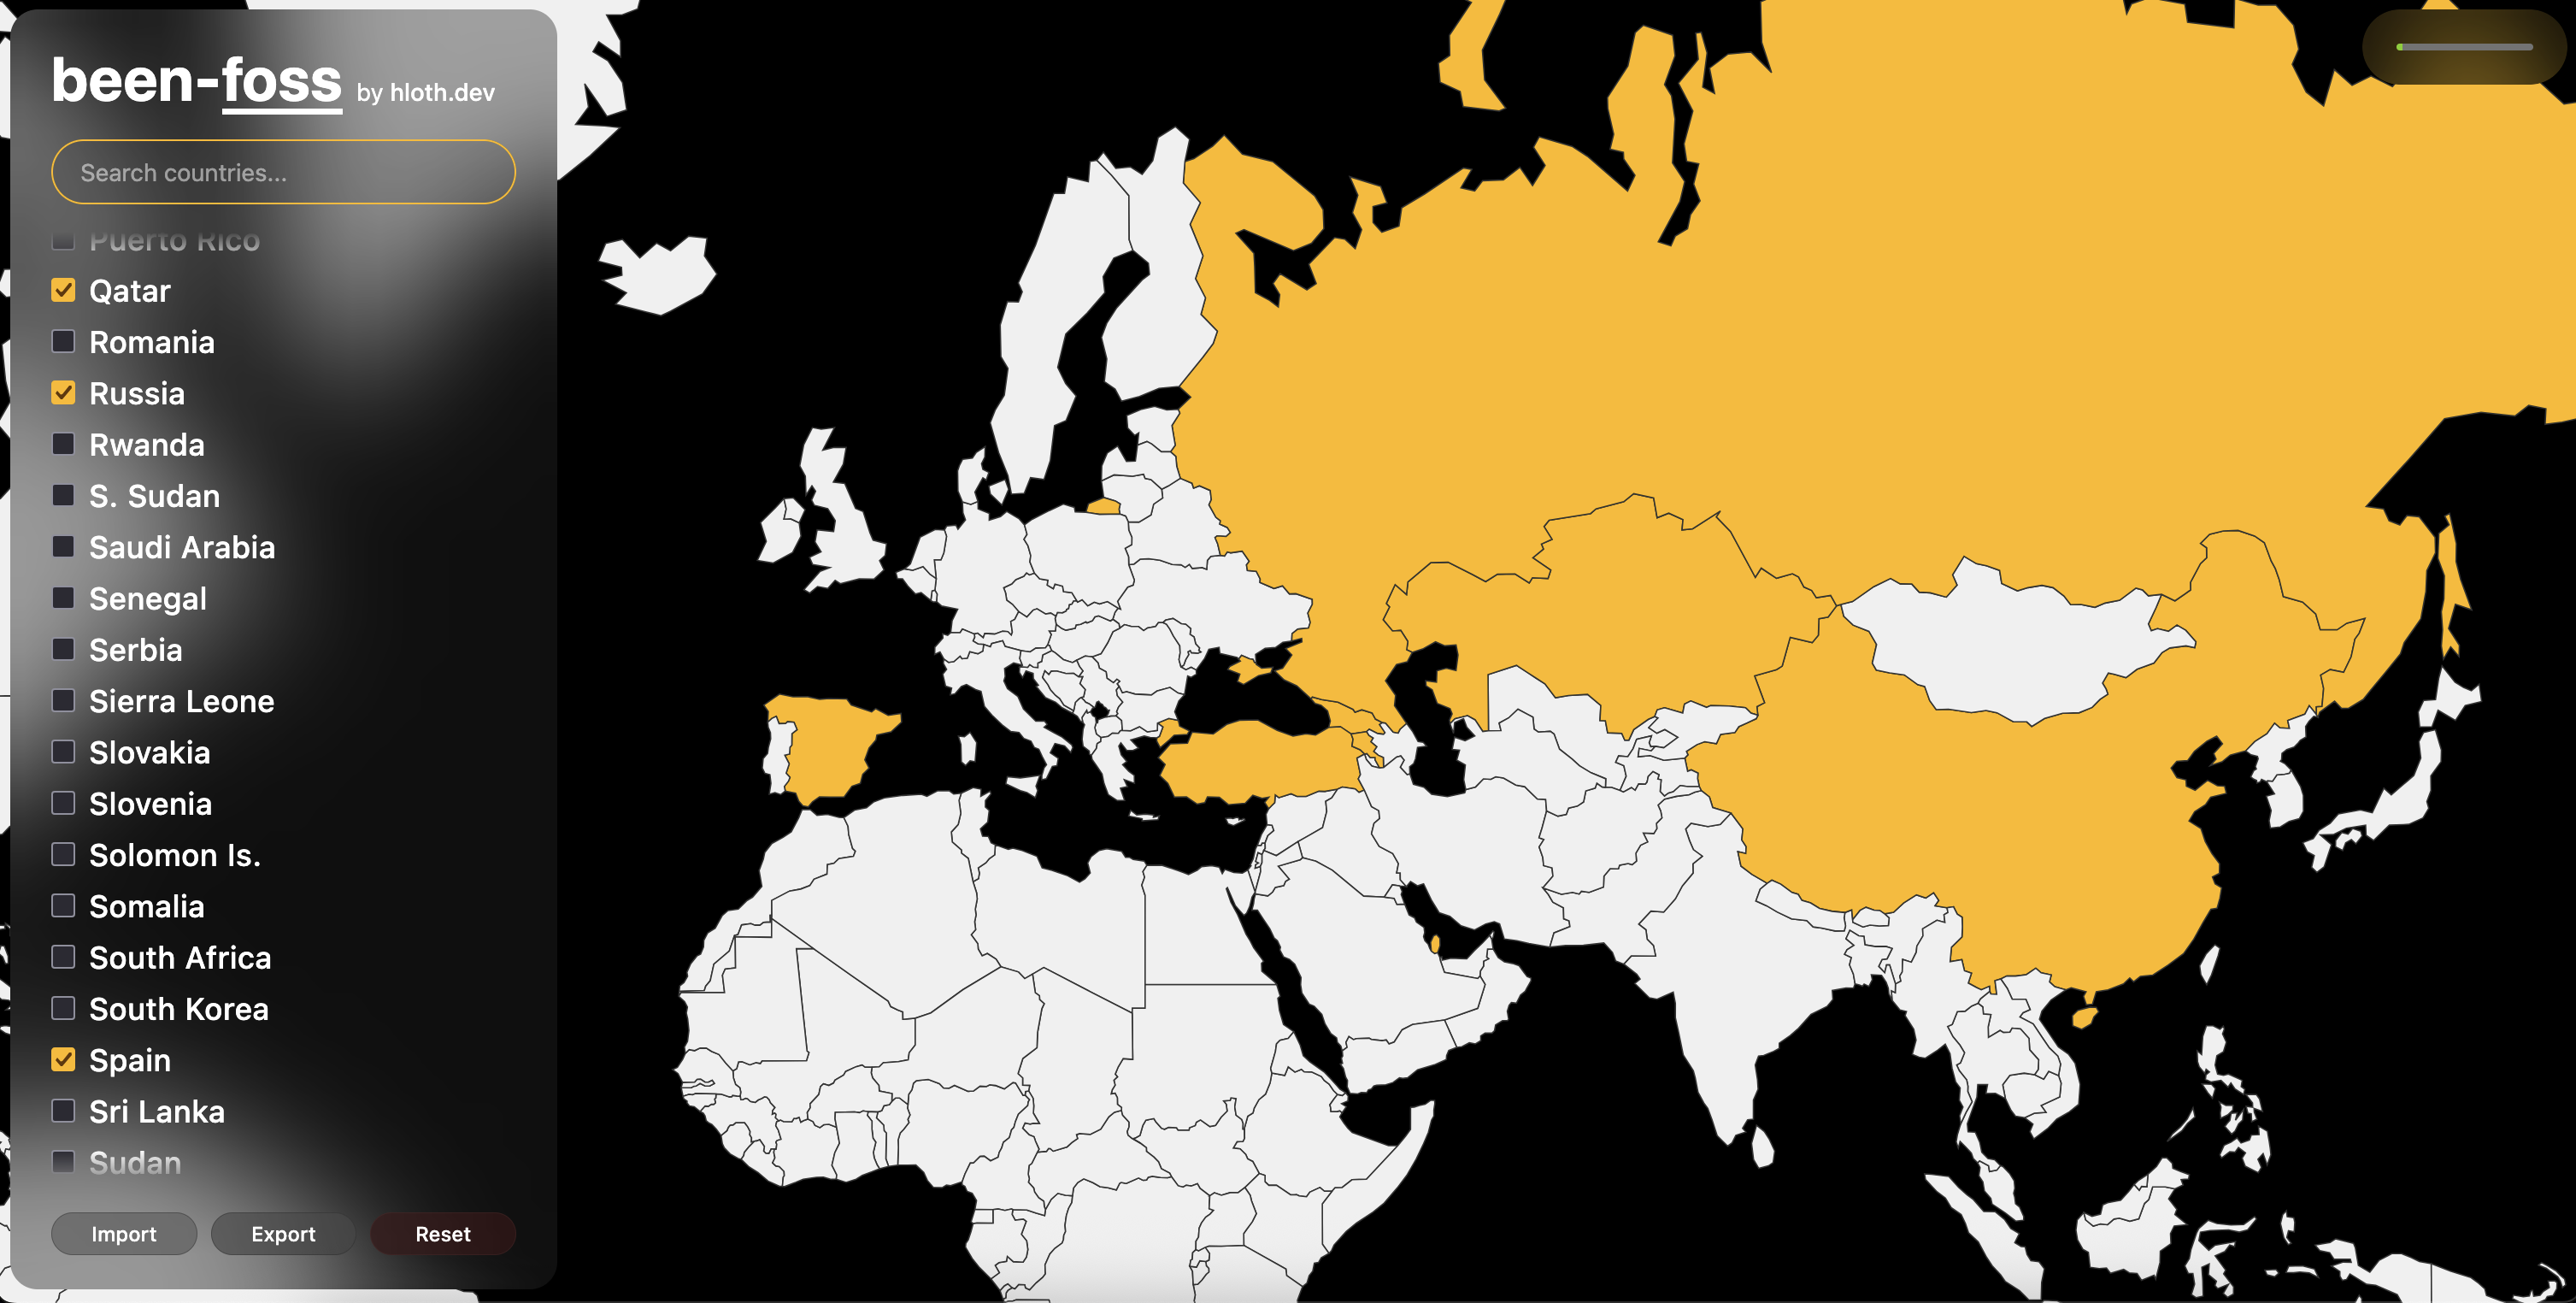 been-foss by hloth.dev
Search countries...
Puerto Rico
Qatar
Romania
Russia
Rwanda
S. Sudan
Saudi Arabia
Senegal
Serbia
Sierra Leone
Slovakia
Slovenia
Solomon Is.
Somalia
South Africa
South Korea
Spain
Sri Lanka
Sudan
Import
Export
Reset